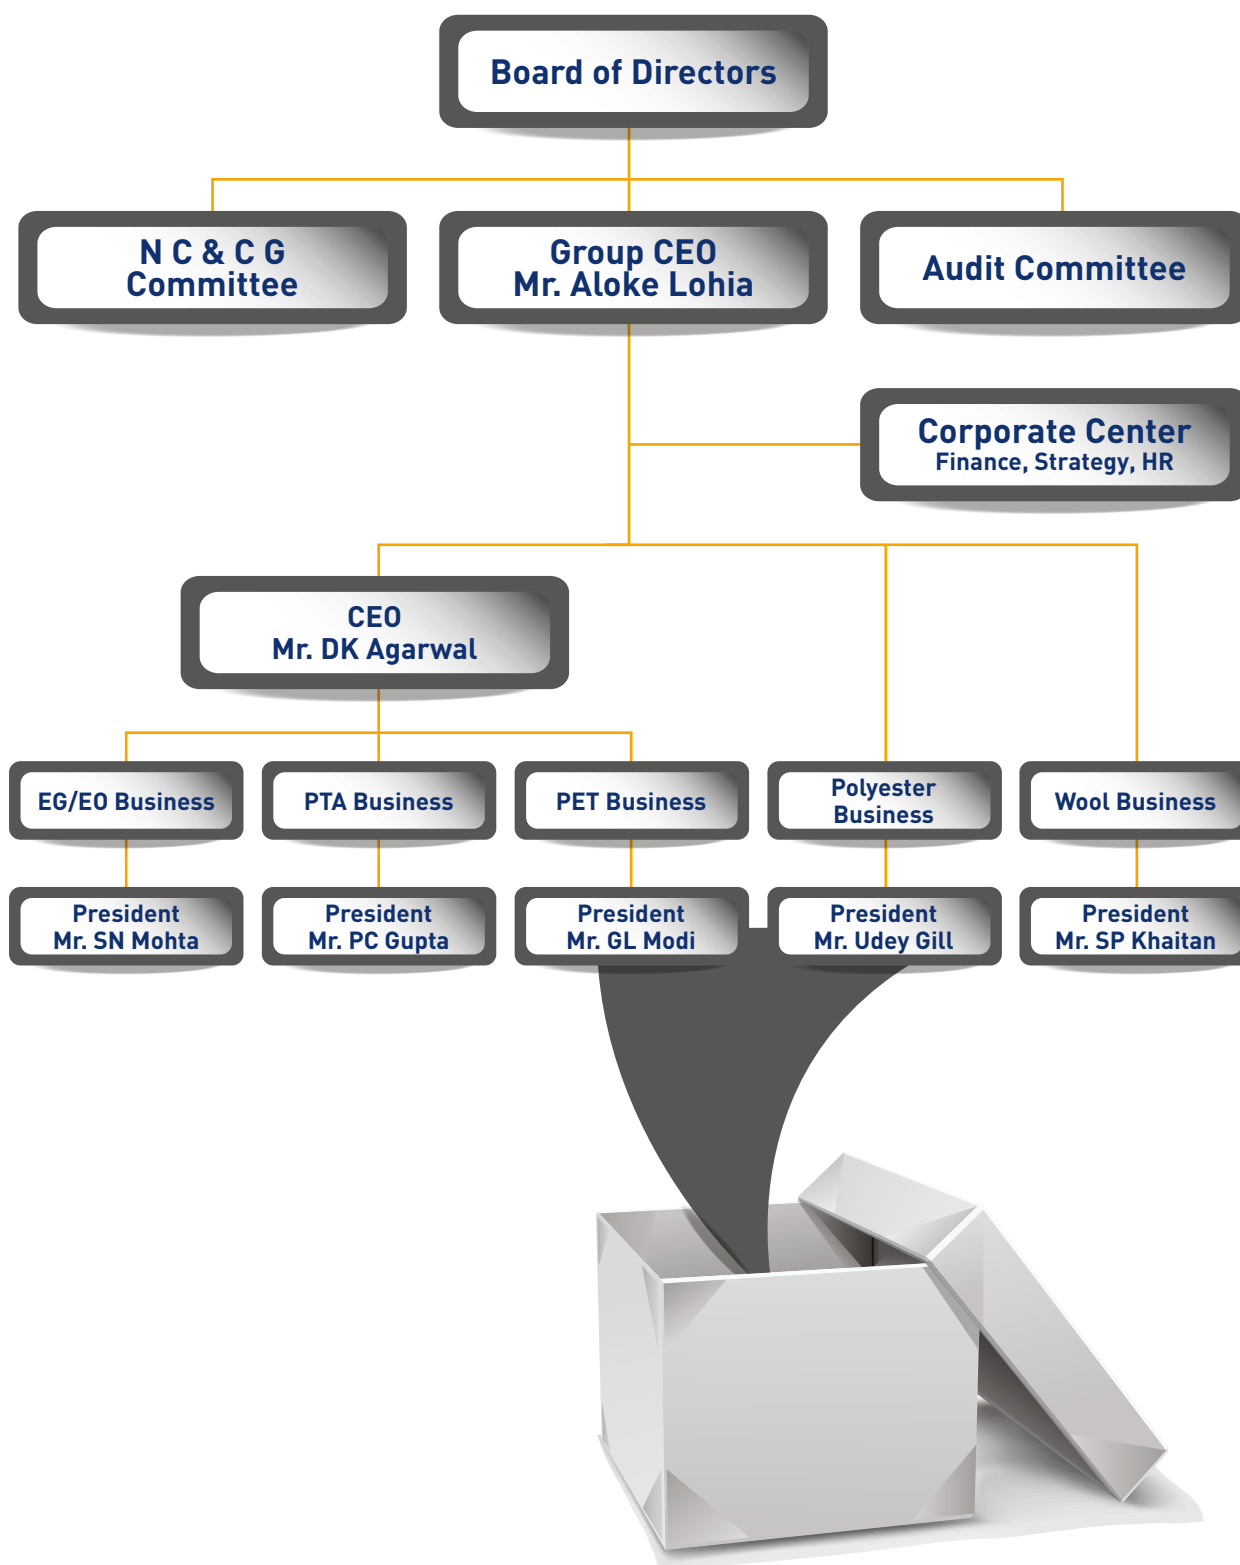 Board of Directors
N C & C G
Committee
Group CEO
Mr. Aloke Lohia
Audit Committee
Corporate Center
Finance, Strategy, HR
CEO
Mr. DK Agarwal
EG/EO Business
PTA Business
PET Business
Polyester
Business
Wool Business
President
Mr. SN Mohta
President
Mr. PC Gupta
President
Mr. GL Modi
President
Mr. Udey Gill
President
Mr. SP Khaitan